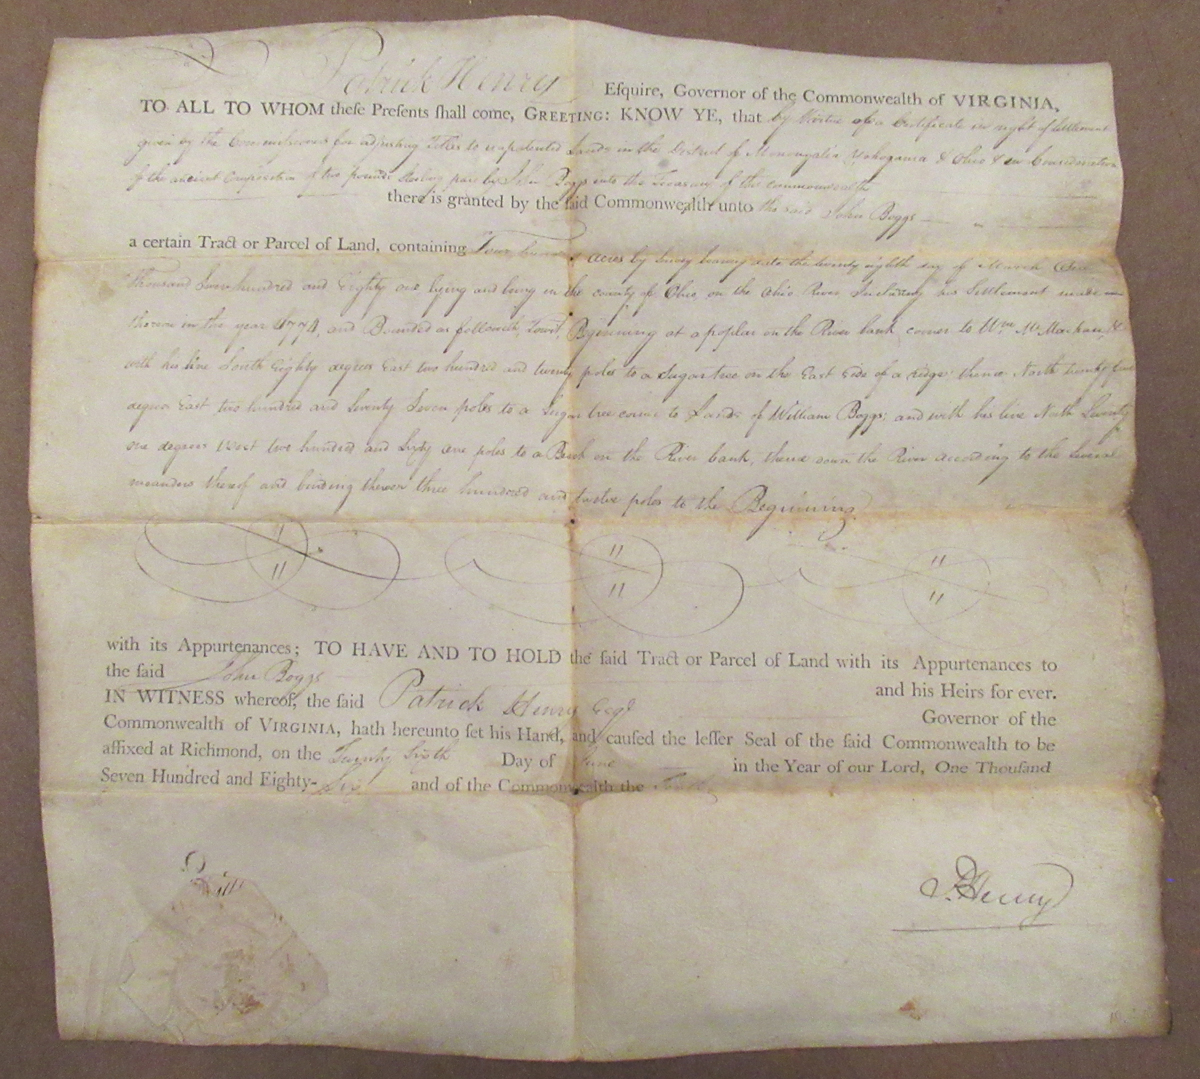 Patrick Henry Esquire, Governor of the Commonwealth of VIRGINIA,
TO ALL TO WHOM these Presents shall come, GREETING: KNOW YE, that by Virtue of a Certificate in right of Settlement
given by the Commissioners for adjusting Titles to unpatented Lands in the District of Monongalia Yohogania & Ohio & in Consideration
of the ancient Composition of two pounds Sterling paid by John Boggs into the Treasury of the commonwealth
there is granted by the said Commonwealth unto the said John Boggs
a certain Tract or Parcel of Land, containing Four hundred acres by Survey bearing date the twenty eighth day of March One
thousand Seven hundred and Eighty one lying and being in the county of Ohio, on the Ohio River Including his Settlement made
thereon in the year 1774, and Bounded as followeth, Towit, Beginning at a poplar on the River bank, corner to Wm.
with his line South Eighty degrees East two hundred and twenty poles to a Sugar tree on the East Side of a ridge thence North twenty four
degrees East two hundred and Seventy Seven poles to a Sugar tree corner to Lands of William Boggs; and with his line North Seventy
one degrees West two hundred and Sixty one poles to a Beech on the River bank, thence down the River according to the Several
meanders thereof and binding thereon three hundred and twelve poles to the Beginning
with its Appurtenances; TO HAVE AND TO HOLD the said Tract or Parcel of Land with its Appurtenances to
the said John Boggs and his Heirs for ever.
IN WITNESS whereof, the said Patrick Henry Esqr Governor of the
Commonwealth of VIRGINIA, hath hereunto set his Hand, and caused the lesser Seal of the said Commonwealth to be
affixed at Richmond, on the Twenty Sixth Day of June in the Year of our Lord, One Thousand
Seven Hundred and Eighty-Six and of the Commonwealth the Tenth
P. Henry